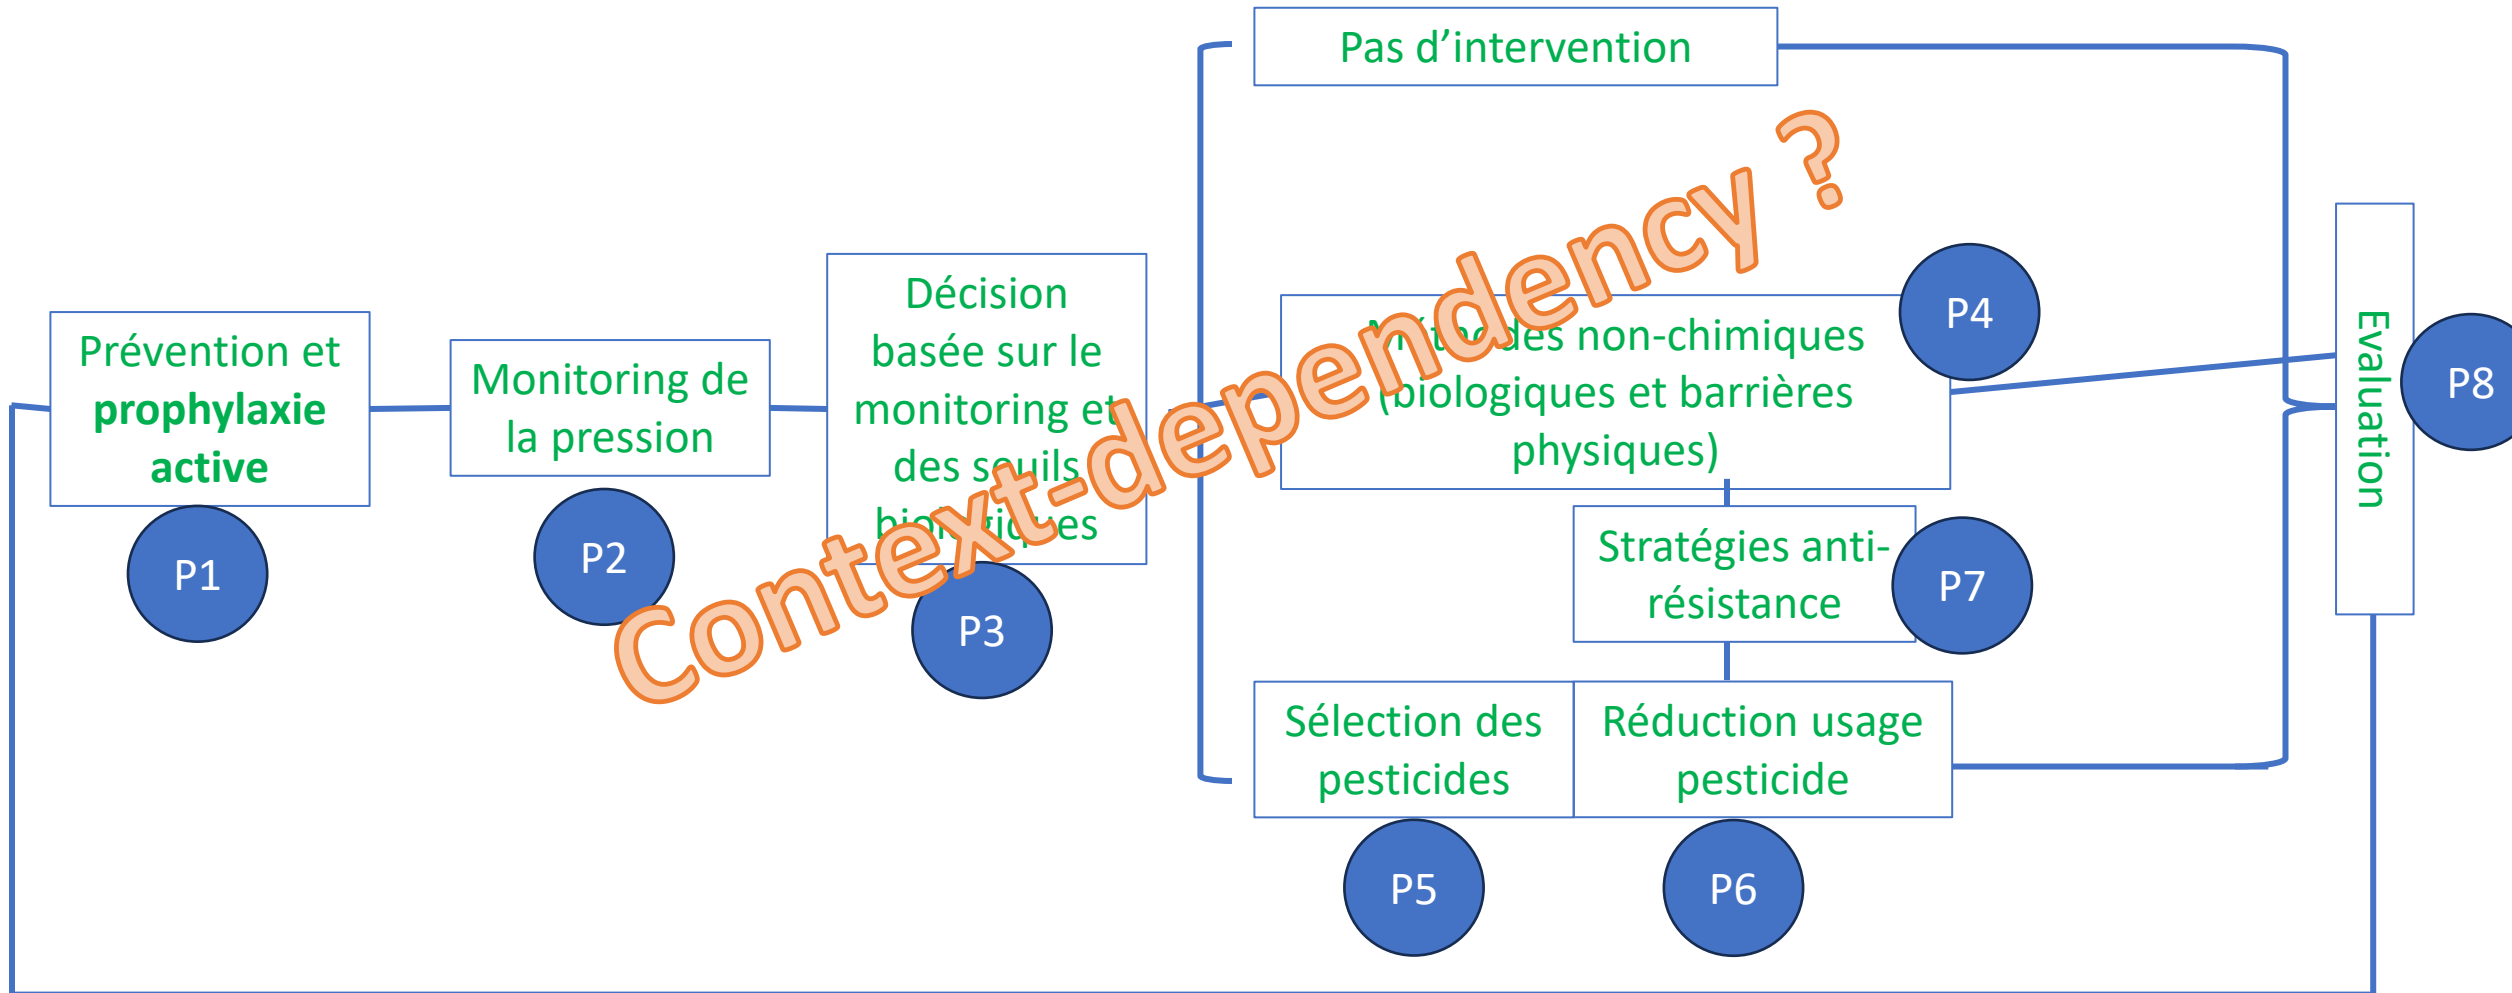 Pas d’intervention
Prévention et
prophylaxie
active
P1
Monitoring de
la pression
P2
Décision
basée sur le
monitoring et
des seuils
biologiques
P3
Méthodes non-chimiques
(biologiques et barrières
physiques)
P4
Stratégies anti-
résistance
P7
Sélection des
pesticides
P5
Réduction usage
pesticide
P6
Evaluation
P8
Context-dependency ?